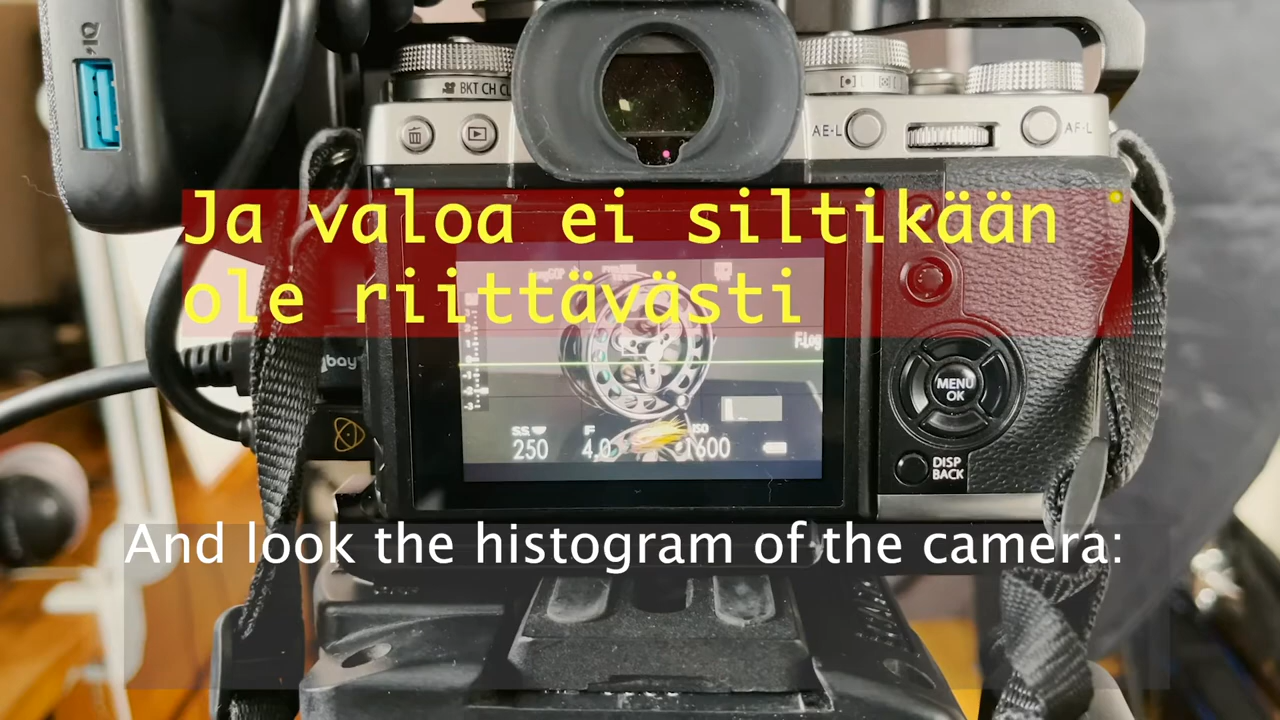 BKT CH CL
AE-L
AF-L
Ja valoa ei siltikään
ole riittävästi
F-Log
MENU
OK
S.S.
F
ISO
250
4.0
1600
DISP
BACK
And look the histogram of the camera: